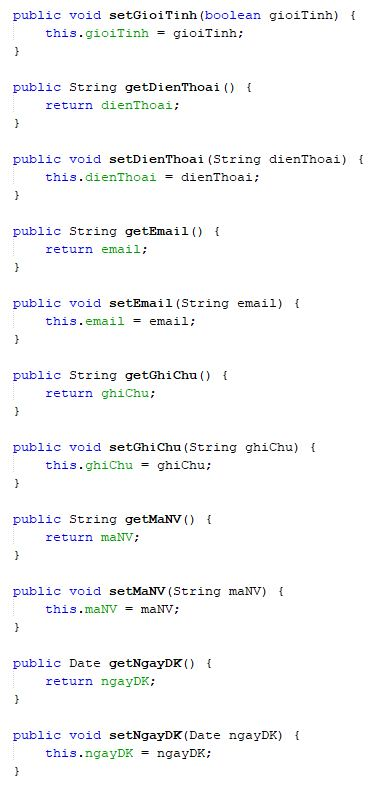 public void setGioiTinh(boolean gioiTinh) {
    this.gioiTinh = gioiTinh;
}

public String getDienThoai() {
    return dienThoai;
}

public void setDienThoai(String dienThoai) {
    this.dienThoai = dienThoai;
}

public String getEmail() {
    return email;
}

public void setEmail(String email) {
    this.email = email;
}

public String getGhiChu() {
    return ghiChu;
}

public void setGhiChu(String ghiChu) {
    this.ghiChu = ghiChu;
}

public String getMaNV() {
    return maNV;
}

public void setMaNV(String maNV) {
    this.maNV = maNV;
}

public Date getNgayDK() {
    return ngayDK;
}

public void setNgayDK(Date ngayDK) {
    this.ngayDK = ngayDK;
}